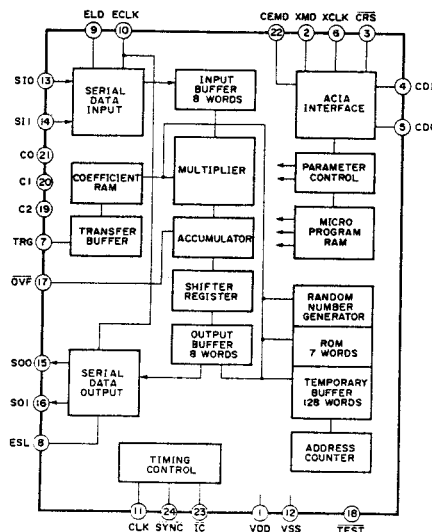 ELD ECLK
9 10
CEMD XMD XCLK CRS
22 2 6 3
SI0 13
SI1 14
C0 21
C1 20
C2 19
TRG 7
OVF 17
SO0 15
SO1 16
ESL 8
SERIAL
DATA
INPUT
INPUT
BUFFER
8 WORDS
ACIA
INTERFACE
4 CDI
5 CD
COEFFICIENT
RAM
MULTIPLIER
PARAMETER
CONTROL
TRANSFER
BUFFER
ACCUMULATOR
MICRO
PROGRAM
RAM
SHIFTER
REGISTER
RANDOM
NUMBER
GENERATOR
OUTPUT
BUFFER
8 WORDS
ROM
7 WORDS
SERIAL
DATA
OUTPUT
TEMPORARY
BUFFER
128 WORDS
ADDRESS
COUNTER
TIMING
CONTROL
11 24 23 1 12 18
CLK SYNC IC VDD VSS TEST